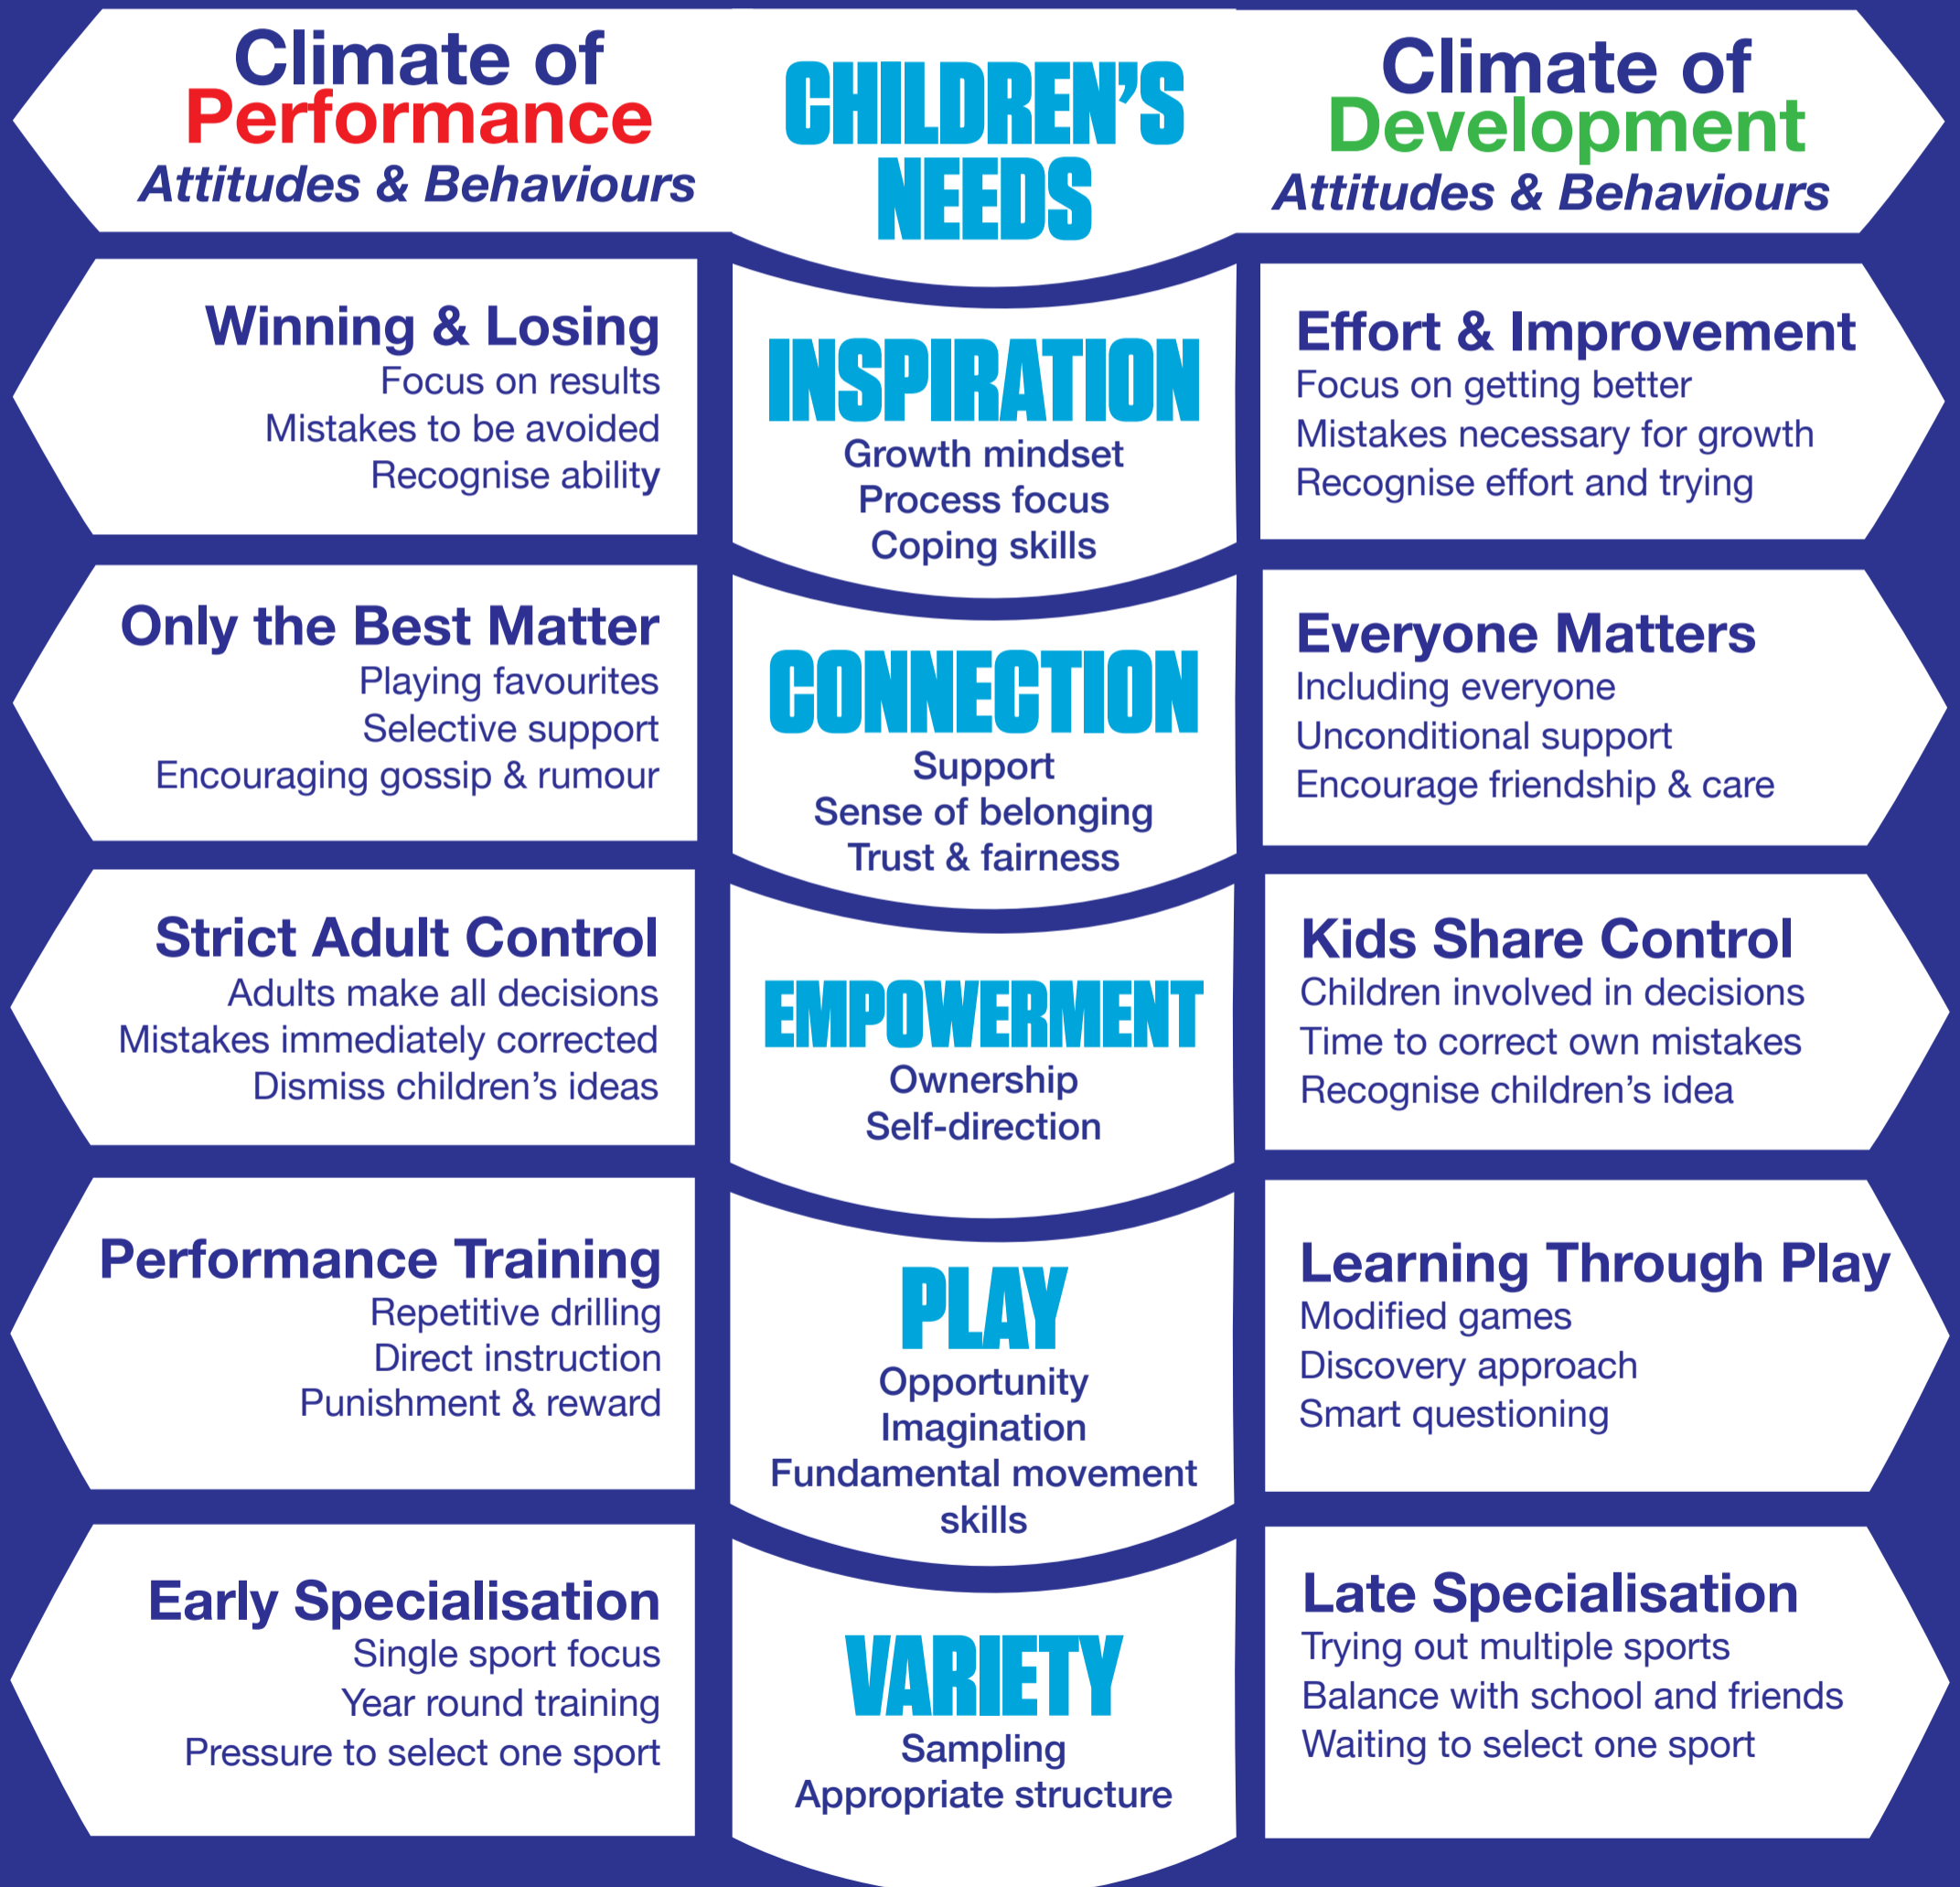 Climate of
Performance
Attitudes & Behaviours
CHILDREN'S
NEEDS
Climate of
Development
Attitudes & Behaviours
Winning & Losing
Focus on results
Mistakes to be avoided
Recognise ability
INSPIRATION
Growth mindset
Process focus
Coping skills
Effort & Improvement
Focus on getting better
Mistakes necessary for growth
Recognise effort and trying
Only the Best Matter
Playing favourites
Selective support
Encouraging gossip & rumour
CONNECTION
Support
Sense of belonging
Trust & fairness
Everyone Matters
Including everyone
Unconditional support
Encourage friendship & care
Strict Adult Control
Adults make all decisions
Mistakes immediately corrected
Dismiss children's ideas
EMPOWERMENT
Ownership
Self-direction
Kids Share Control
Children involved in decisions
Time to correct own mistakes
Recognise children's idea
Performance Training
Repetitive drilling
Direct instruction
Punishment & reward
PLAY
Opportunity
Imagination
Fundamental movement
skills
Learning Through Play
Modified games
Discovery approach
Smart questioning
Early Specialisation
Single sport focus
Year round training
Pressure to select one sport
VARIETY
Sampling
Appropriate structure
Late Specialisation
Trying out multiple sports
Balance with school and friends
Waiting to select one sport